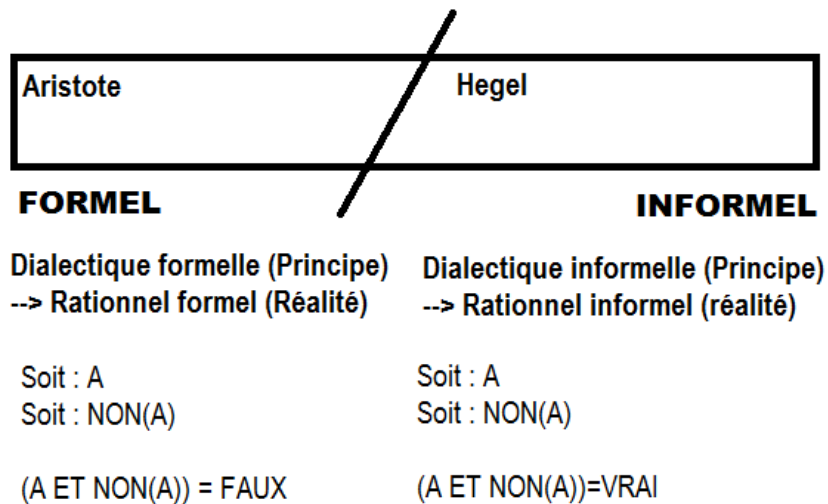 Aristote
Hegel
FORMEL
INFORMEL
Dialectique formelle (Principe)
--> Rationnel formel (Réalité)
Soit : A
Soit : NON(A)
(A ET NON(A)) = FAUX
Dialectique informelle (Principe)
--> Rationnel informel (réalité)
Soit : A
Soit : NON(A)
(A ET NON(A))=VRAI